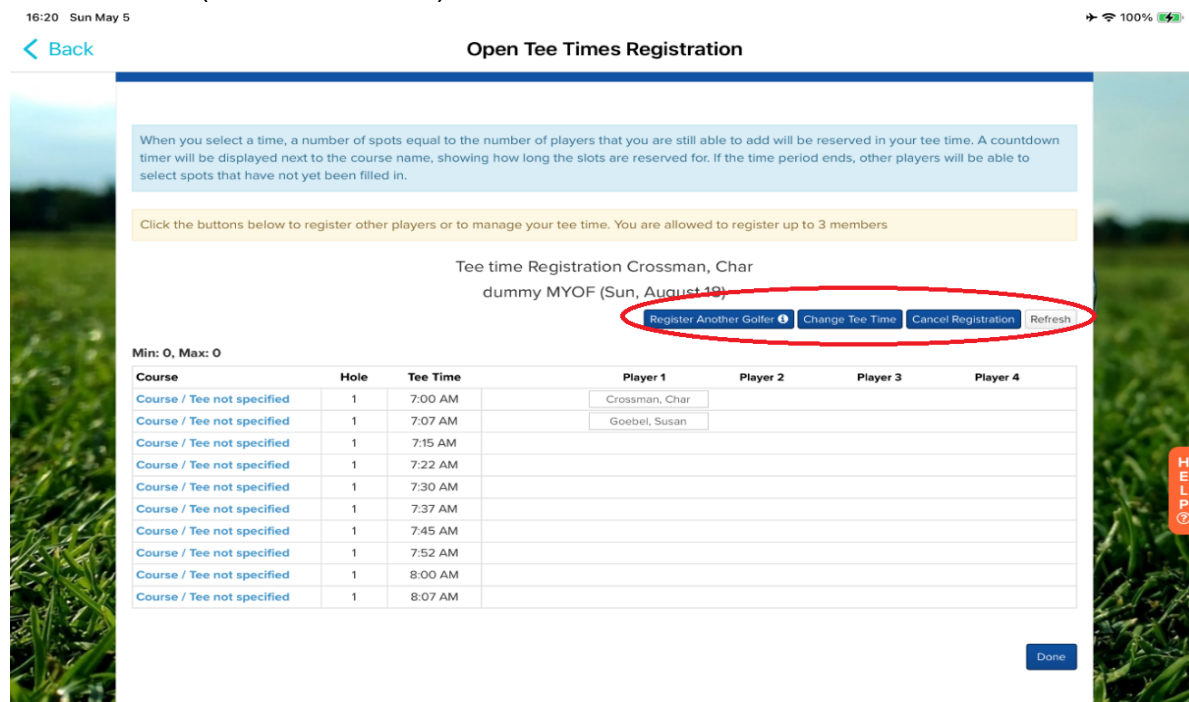 16:20 Sun May 5
100%
Back
Open Tee Times Registration
When you select a time, a number of spots equal to the number of players that you are still able to add will be reserved in your tee time. A countdown
timer will be displayed next to the course name, showing how long the slots are reserved for. If the time period ends, other players will be able to
select spots that have not yet been filled in.
Click the buttons below to register other players or to manage your tee time. You are allowed to register up to 3 members
Tee time Registration Crossman, Char
dummy MYOF (Sun, August 18)
Register Another Golfer Change Tee Time Cancel Registration Refresh
Min: 0, Max: 0
Course Hole Tee Time Player 1 Player 2 Player 3 Player 4
Course / Tee not specified 1 7:00 AM Crossman, Char
Course / Tee not specified 1 7:07 AM Goebel, Susan
Course / Tee not specified 1 7:15 AM
Course / Tee not specified 1 7:22 AM
Course / Tee not specified 1 7:30 AM
Course / Tee not specified 1 7:37 AM
Course / Tee not specified 1 7:45 AM
Course / Tee not specified 1 7:52 AM
Course / Tee not specified 1 8:00 AM
Course / Tee not specified 1 8:07 AM
HELP?
Done